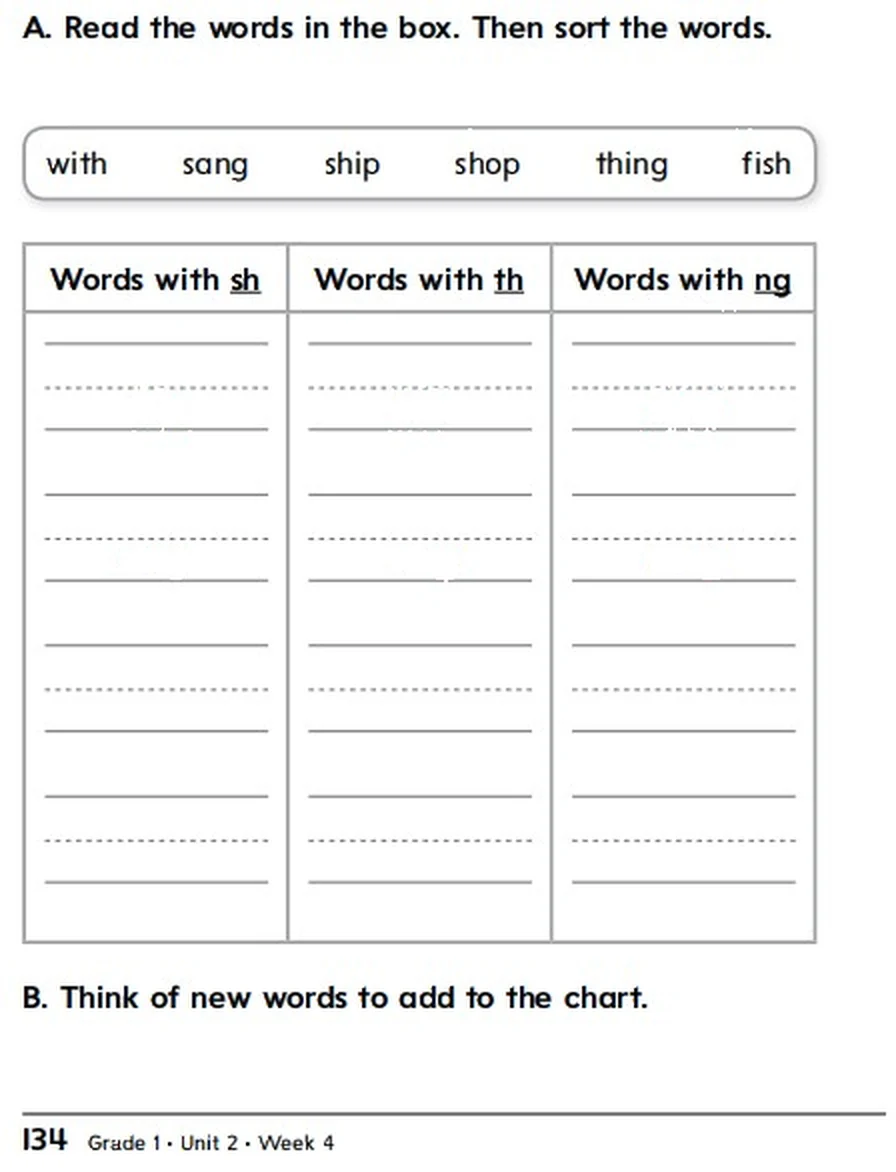 A. Read the words in the box. Then sort the words.
with sang ship shop thing fish
Words with sh Words with th Words with ng
B. Think of new words to add to the chart.
134 Grade 1 • Unit 2 • Week 4